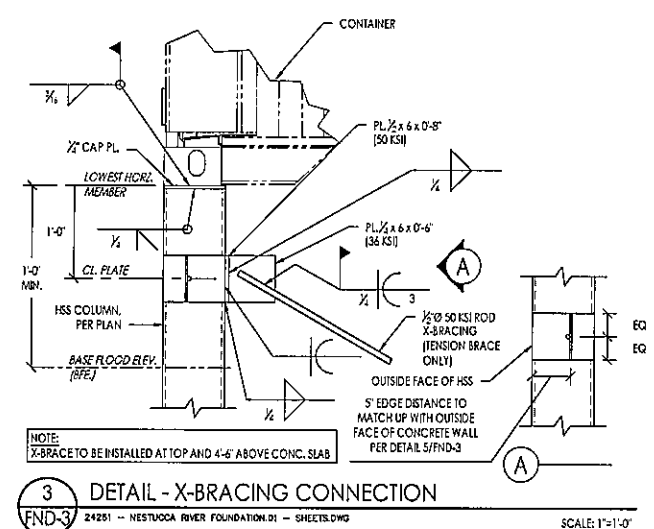 CONTAINER
3/16
PL. 1/2 x 6 x 0'-8"
(50 KSI)
1/4" CAP PL.
LOWEST HORZ.
MEMBER
1/4
1'-0"
PL. 1/4 x 6 x 0'-6"
(36 KSI)
A
1'-0"
MIN.
CL. PLATE
1/4 3
HSS COLUMN,
PER PLAN
1/2"Ø 50 KSI ROD
X-BRACING
(TENSION BRACE
ONLY)
EQ
EQ
BASE FLOOD ELEV.
(BFE.)
OUTSIDE FACE OF HSS
5" EDGE DISTANCE TO
MATCH UP WITH OUTSIDE
FACE OF CONCRETE WALL
PER DETAIL 5/FND-3
A
NOTE:
X-BRACE TO BE INSTALLED AT TOP AND 4'-6" ABOVE CONC. SLAB
3 DETAIL - X-BRACING CONNECTION
FND-3 24251 - NESTUCCA RIVER FOUNDATION.D1 - SHEETS.DWG SCALE: 1"=1'-0"